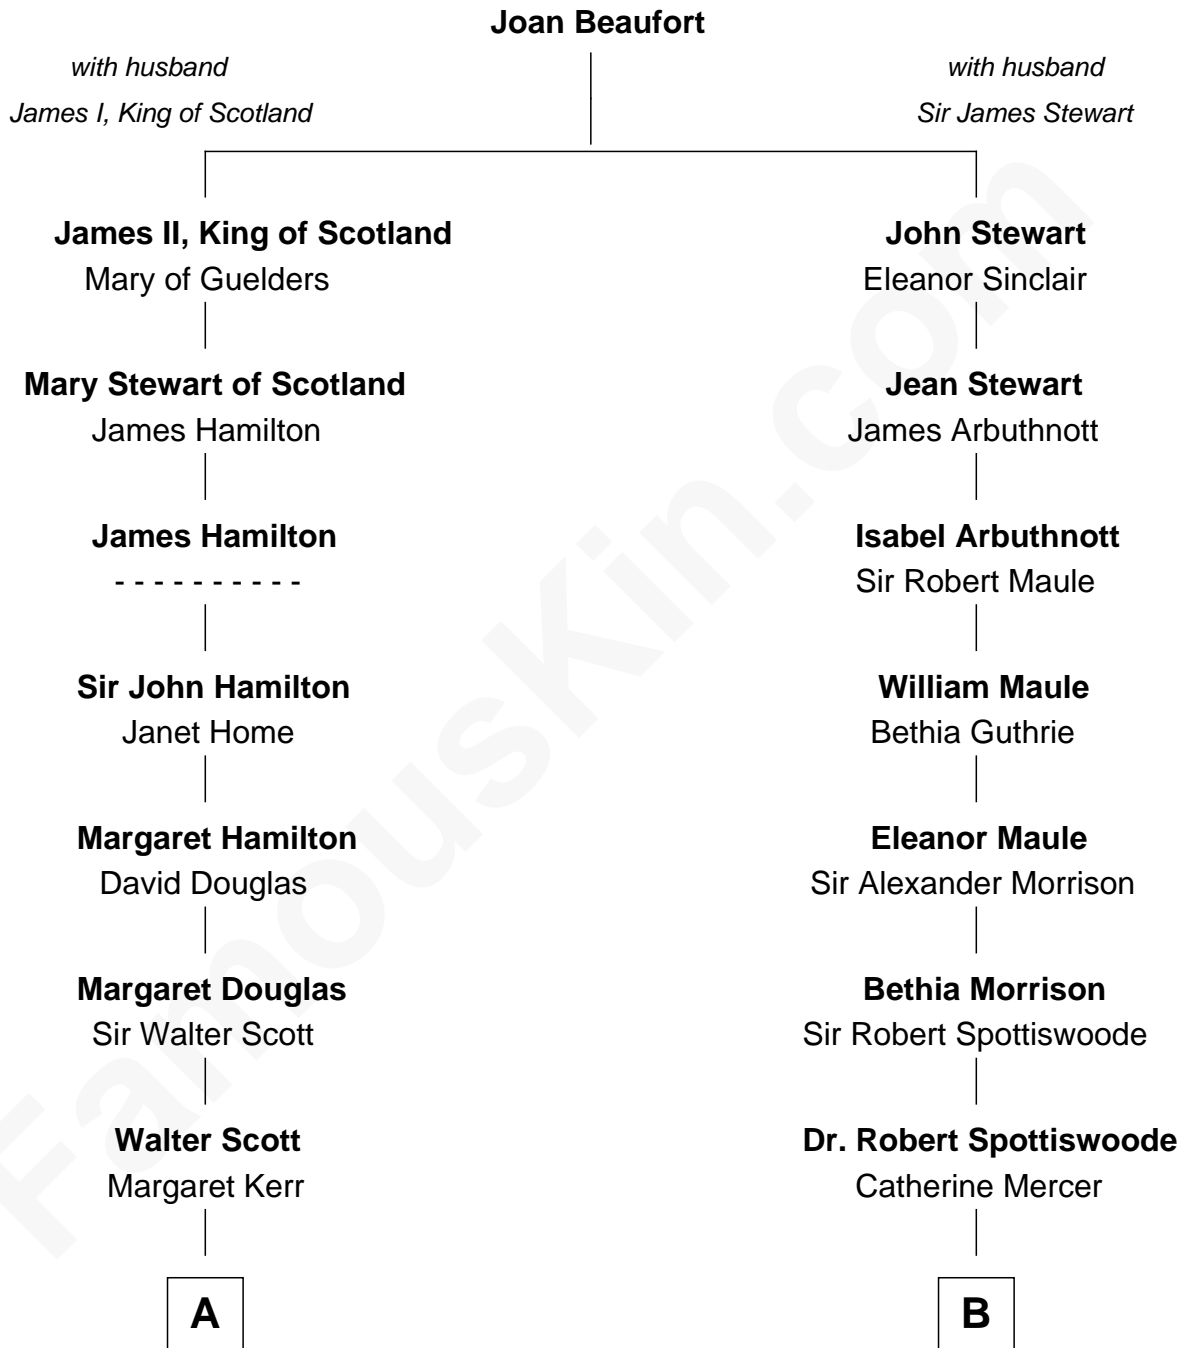 Joan Beaufort
with husband
James I, King of Scotland
with husband
Sir James Stewart
James II, King of Scotland
Mary of Guelders
John Stewart
Eleanor Sinclair
Mary Stewart of Scotland
James Hamilton
Jean Stewart
James Arbuthnott
James Hamilton
- - - - - - - - - -
Isabel Arbuthnott
Sir Robert Maule
Sir John Hamilton
Janet Home
William Maule
Bethia Guthrie
Margaret Hamilton
David Douglas
Eleanor Maule
Sir Alexander Morrison
Margaret Douglas
Sir Walter Scott
Bethia Morrison
Sir Robert Spottiswoode
Walter Scott
Margaret Kerr
Dr. Robert Spottiswoode
Catherine Mercer
A
B
FamousKin.com